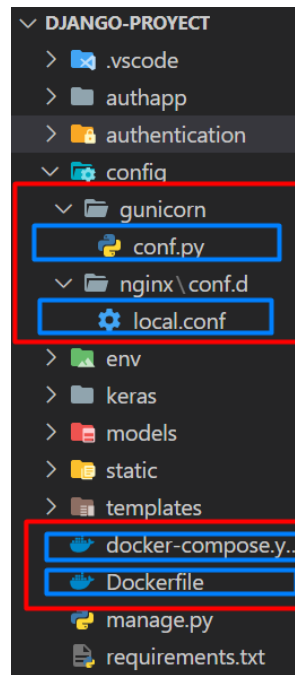 DJANGO-PROYECT
.vscode
authapp
authentication
config
gunicorn
conf.py
nginx\conf.d
local.conf
env
keras
models
static
templates
docker-compose.y...
Dockerfile
manage.py
requirements.txt